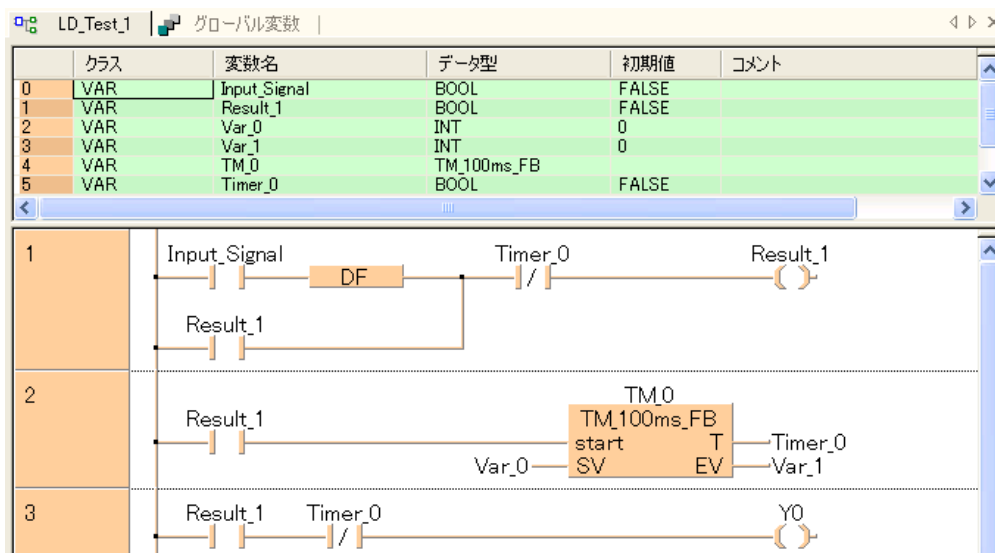 LD_Test_1 グローバル変数
クラス 変数名 データ型 初期値 コメント
0 VAR Input_Signal BOOL FALSE
1 VAR Result_1 BOOL FALSE
2 VAR Var_0 INT 0
3 VAR Var_1 INT 0
4 VAR TM_0 TM_100ms_FB
5 VAR Timer_0 BOOL FALSE
1
Input_Signal Timer_0 Result_1
DF
Result_1
2
TM_0
Result_1 TM_100ms_FB
start T Timer_0
Var_0 SV EV Var_1
3
Result_1 Timer_0 Y0